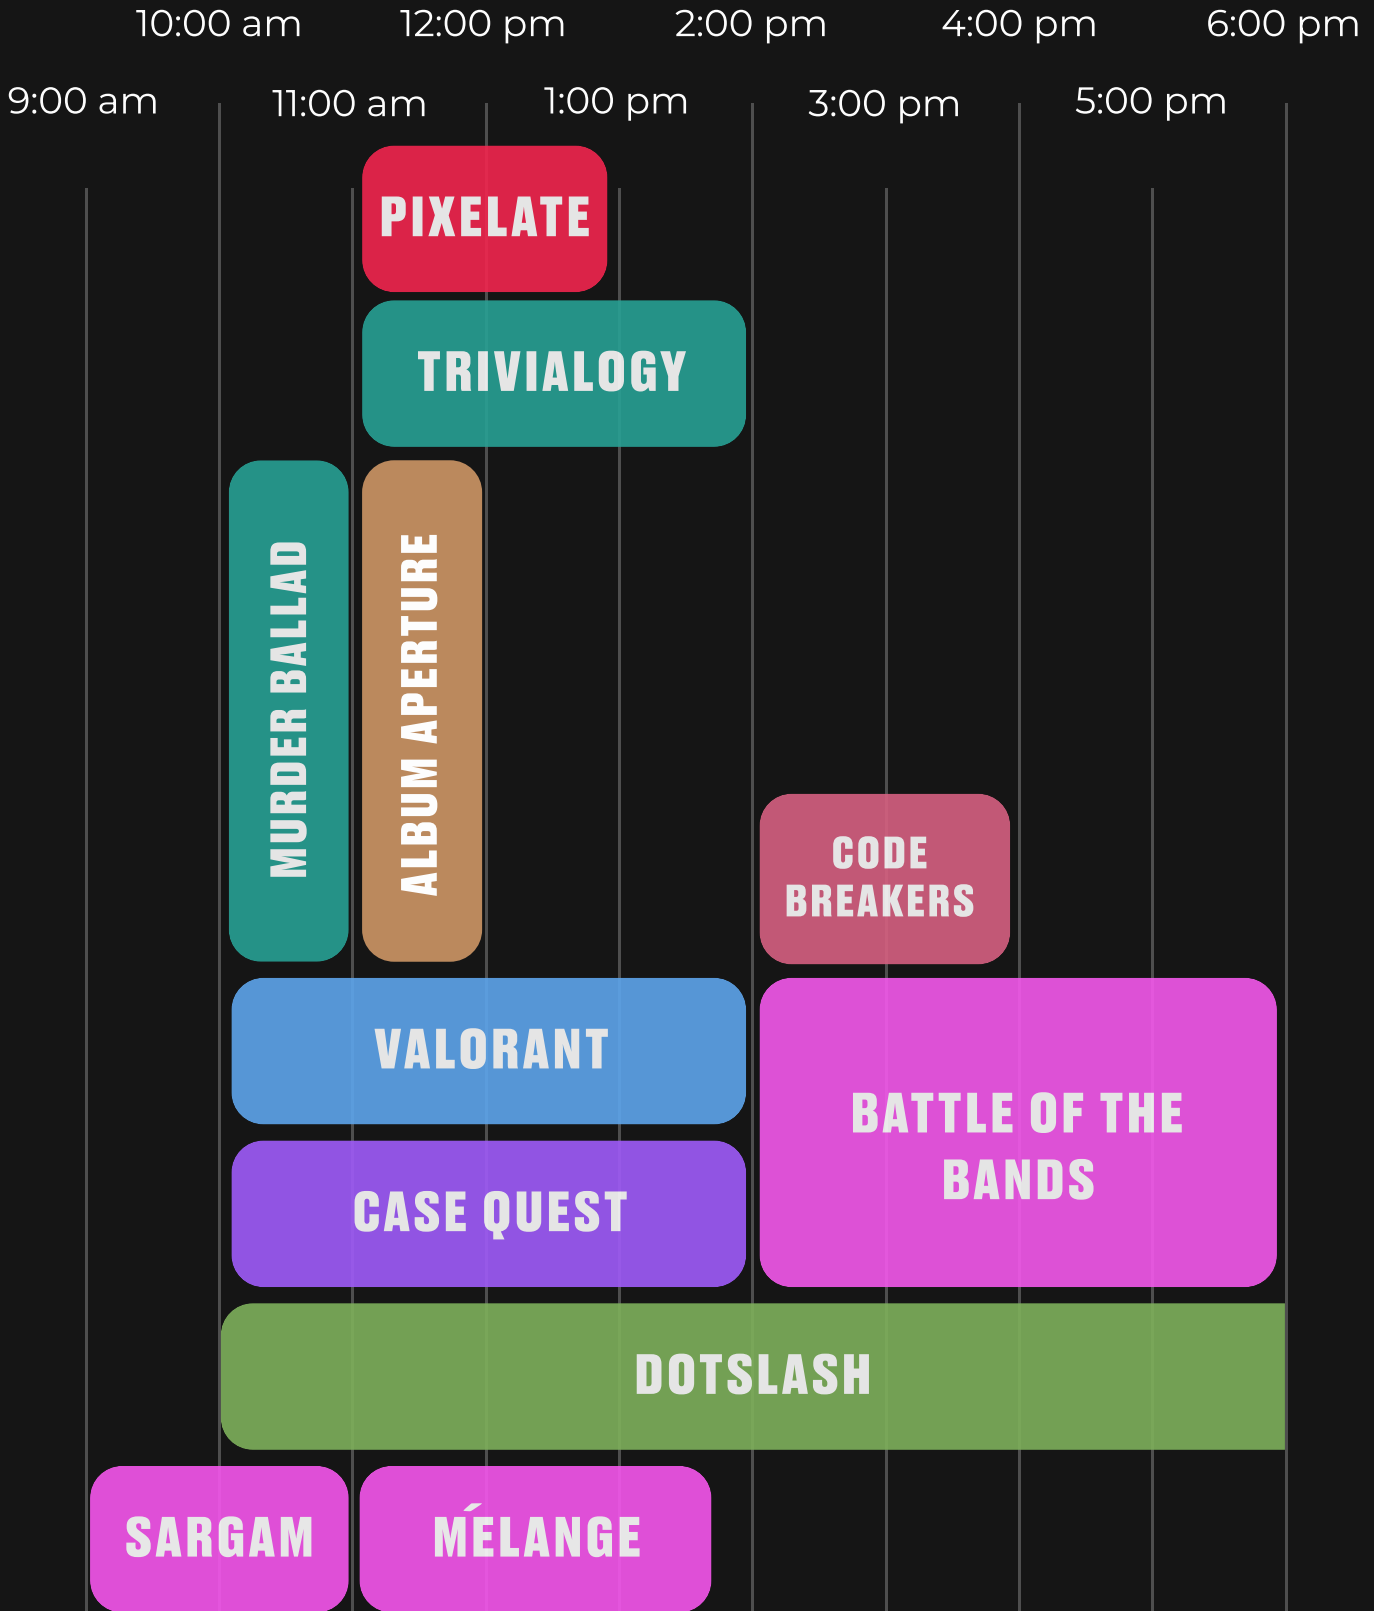 10:00 am 12:00 pm 2:00 pm 4:00 pm 6:00 pm
9:00 am 11:00 am 1:00 pm 3:00 pm 5:00 pm
PIXELATE
TRIVIALOGY
MURDER BALLAD
ALBUM APERTURE
CODE
BREAKERS
VALORANT
BATTLE OF THE
BANDS
CASE QUEST
DOTSLASH
SARGAM
MÉLANGE